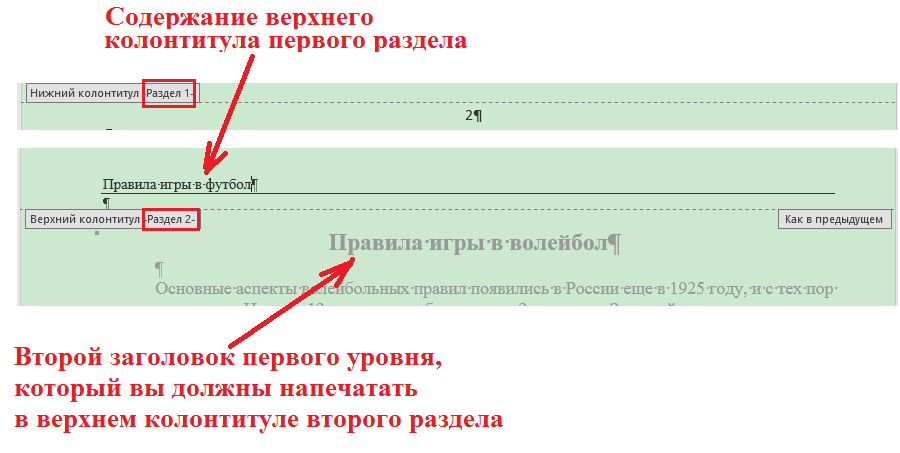 Содержание верхнего
колонтитула первого раздела
Нижний колонтитул -Раздел 1-
2¶
Правила·игры·в·футбол¶
¶
Верхний колонтитул -Раздел 2-
Как в предыдущем
Правила·игры·в·волейбол¶
¶
Основные·аспекты·волейбольных·правил·появились·в·России·еще·в·1925·году,·и·с·тех·пор·
Второй заголовок первого уровня,
который вы должны напечатать
в верхнем колонтитуле второго раздела